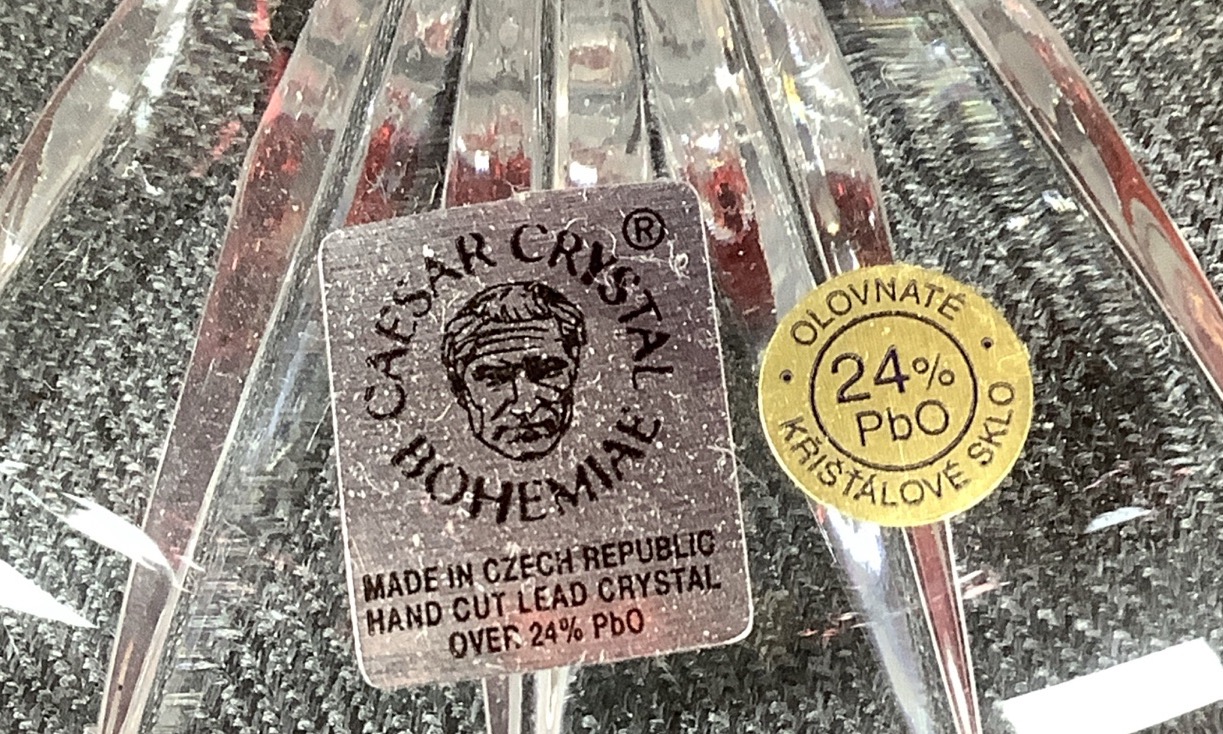 CAESAR CRYSTAL ®
BOHEMIAE
MADE IN CZECH REPUBLIC
HAND CUT LEAD CRYSTAL
OVER 24% PbO
OLOVNATÉ
24%
PbO
KŘIŠŤÁLOVÉ SKLO